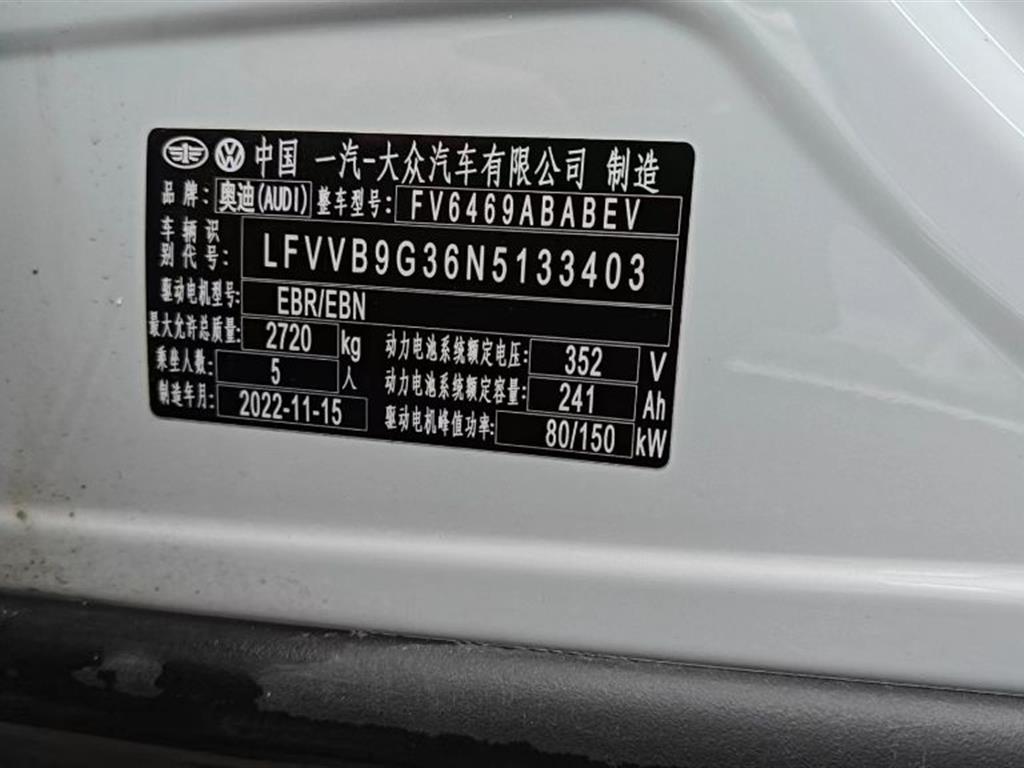 中国 一汽-大众汽车有限公司 制造
品牌: 奥迪(AUDI) 整车型号: FV6469ABABEV
车辆识别代号: LFVVB9G36N5133403
驱动电机型号: EBR/EBN
最大允许总质量: 2720 kg 动力电池系统额定电压: 352 V
乘坐人数: 5 人 动力电池系统额定容量: 241 Ah
制造年月: 2022-11-15 驱动电机峰值功率: 80/150 kW